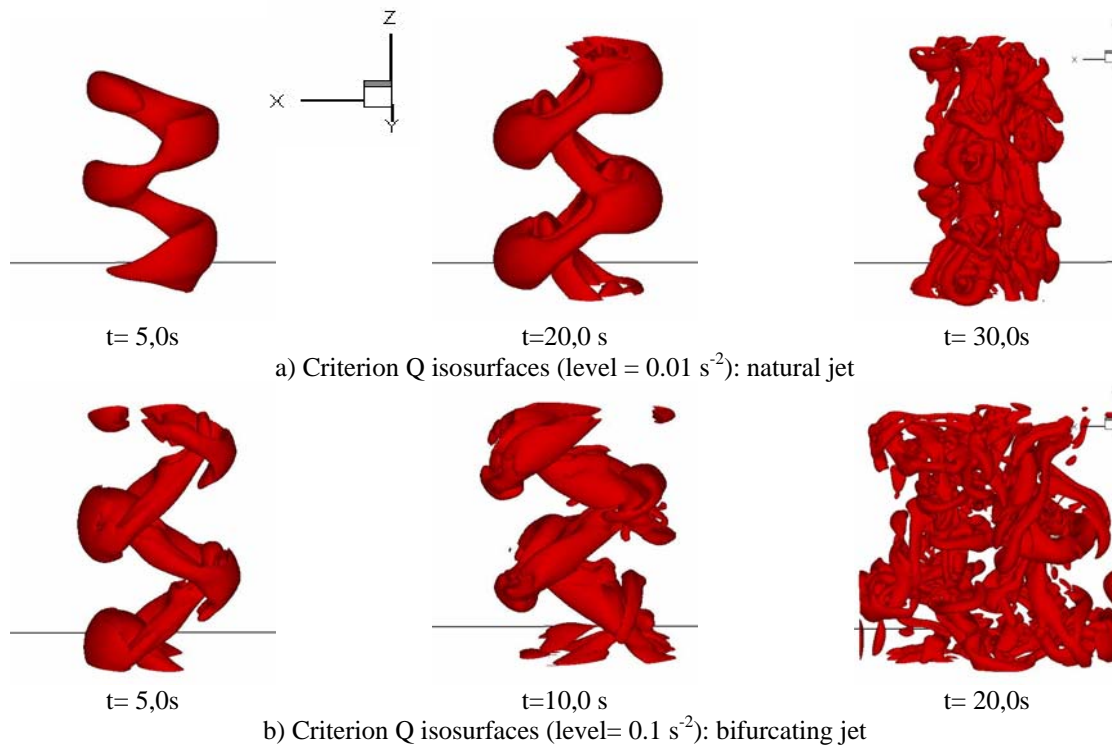 Z
X
Y
X
t= 5,0s
t=20,0 s
t= 30,0s
a) Criterion Q isosurfaces (level = 0.01 s-2): natural jet
X
t= 5,0s
t=10,0 s
t= 20,0s
b) Criterion Q isosurfaces (level= 0.1 s-2): bifurcating jet